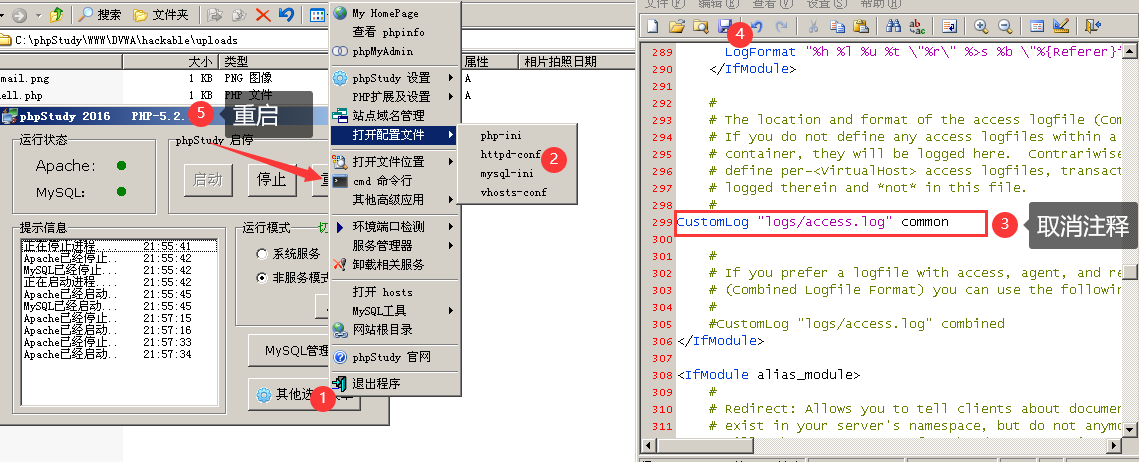 搜索 文件夹
C:\phpStudy\WWW\DVWA\hackable\uploads
大小 类型 属性 相片拍照日期
mail.png 1 KB PNG 图像 A
ell.php 1 KB PHP 文件 A
phpStudy 2016 PHP-5.2.
5 重启
运行状态
Apache:
MySQL:
phpStudy 启停
启动 停止
提示信息
正在停止进程... 21:55:41
Apache已经停止.. 21:55:42
MySQL已经停止... 21:55:42
正在启动进程... 21:55:42
Apache已经启动.. 21:55:45
MySQL已经启动... 21:55:45
Apache已经停止.. 21:57:15
Apache已经启动.. 21:57:16
Apache已经停止.. 21:57:33
Apache已经启动.. 21:57:34
运行模式 切
系统服务
非服务模式
MySQL管理
其他选
1
My HomePage
查看 phpinfo
phpMyAdmin
phpStudy 设置
PHP扩展及设置
站点域名管理
打开配置文件
打开文件位置
cmd 命令行
其他高级应用
环境端口检测
服务管理器
卸载相关服务
打开 hosts
MySQL工具
网站根目录
phpStudy 官网
退出程序
php-ini
httpd-conf
mysql-ini
vhosts-conf
2
文件(F) 编辑(E) 查看(V) 设置(S) 帮助(H)
4
289 LogFormat "%h %l %u %t \"%r\" %>s %b \"%{Referer}
290 </IfModule>
291
292 #
293 # The location and format of the access logfile (Com
294 # If you do not define any access logfiles within a
295 # container, they will be logged here. Contrariwise
296 # define per-<VirtualHost> access logfiles, transact
297 # logged therein and *not* in this file.
298 #
299 CustomLog "logs/access.log" common
3 取消注释
300
301 #
302 # If you prefer a logfile with access, agent, and re
303 # (Combined Logfile Format) you can use the followin
304 #
305 #CustomLog "logs/access.log" combined
306 </IfModule>
307
308 <IfModule alias_module>
309 #
310 # Redirect: Allows you to tell clients about documen
311 # exist in your server's namespace, but do not anymo